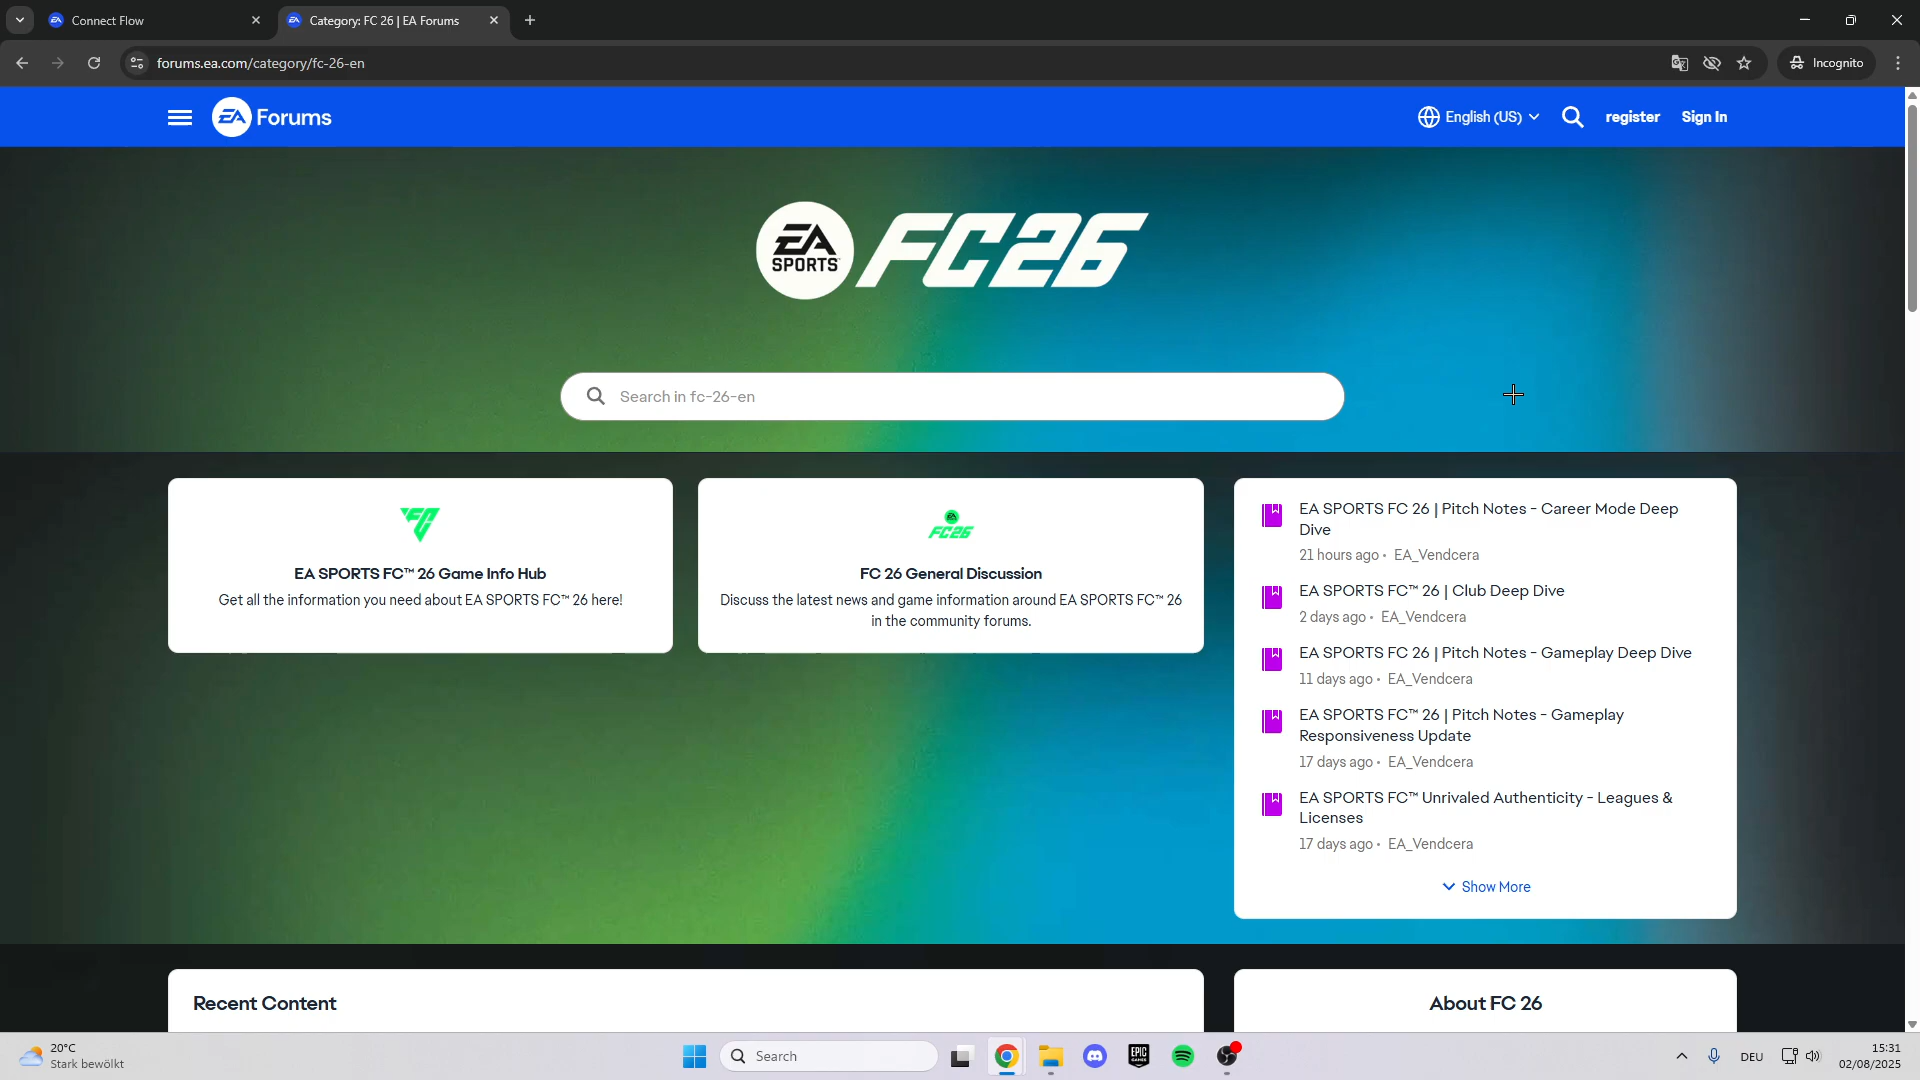 Connect Flow
Category: FC 26 | EA Forums
forums.ea.com/category/fc-26-en
Incognito
EA Forums
English (US)
register
Sign In
EA SPORTS FC26
Search in fc-26-en
EA SPORTS FC™ 26 Game Info Hub
Get all the information you need about EA SPORTS FC™ 26 here!
FC26
FC 26 General Discussion
Discuss the latest news and game information around EA SPORTS FC™ 26
in the community forums.
EA SPORTS FC 26 | Pitch Notes - Career Mode Deep
Dive
21 hours ago • EA_Vendcera
EA SPORTS FC™ 26 | Club Deep Dive
2 days ago • EA_Vendcera
EA SPORTS FC 26 | Pitch Notes - Gameplay Deep Dive
11 days ago • EA_Vendcera
EA SPORTS FC™ 26 | Pitch Notes - Gameplay
Responsiveness Update
17 days ago • EA_Vendcera
EA SPORTS FC™ Unrivaled Authenticity - Leagues &
Licenses
17 days ago • EA_Vendcera
Show More
Recent Content
About FC 26
20°C
Stark bewölkt
Search
EPIC GAMES
DEU
15:31
02/08/2025